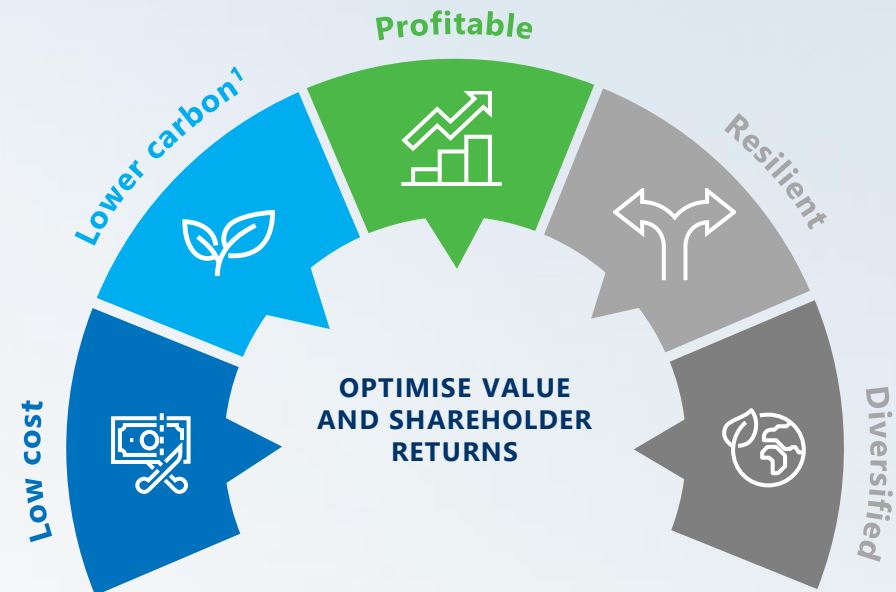 Profitable
Lower carbon¹
Resilient
Low cost
Diversified
OPTIMISE VALUE
AND SHAREHOLDER
RETURNS